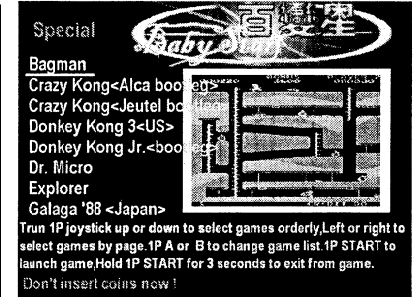 Special
Baby Star
Bagman
Crazy Kong<Alca bootleg>
Crazy Kong<Jeutel bootleg>
Donkey Kong 3<US>
Donkey Kong Jr.<bootleg>
Dr. Micro
Explorer
Galaga '88 <Japan>
Trun 1P joystick up or down to select games orderly,Left or right to
select games by page.1P A or B to change game list.1P START to
launch game,Hold 1P START for 3 seconds to exit from game.
Don't insert coins now !